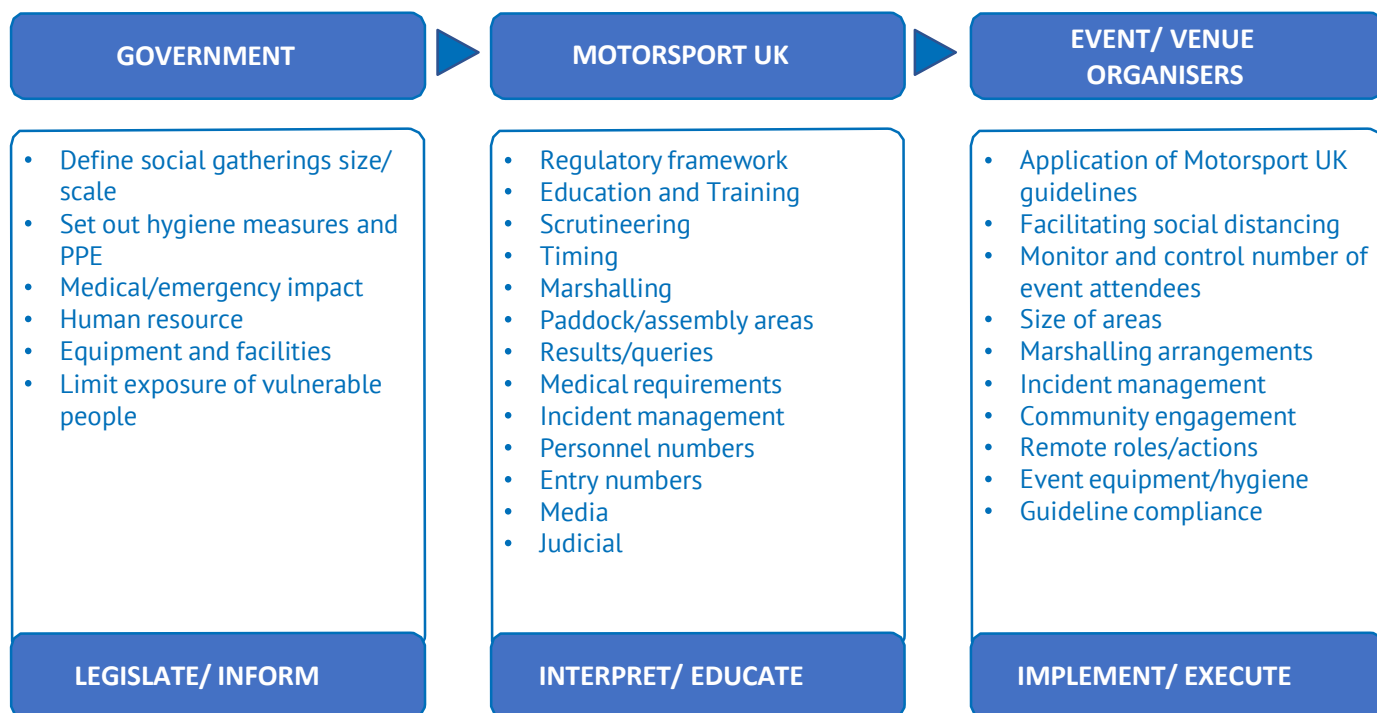 GOVERNMENT
• Define social gatherings size/
scale
• Set out hygiene measures and
PPE
• Medical/emergency impact
• Human resource
• Equipment and facilities
• Limit exposure of vulnerable
people
LEGISLATE/ INFORM
MOTORSPORT UK
• Regulatory framework
• Education and Training
• Scrutineering
• Timing
• Marshalling
• Paddock/assembly areas
• Results/queries
• Medical requirements
• Incident management
• Personnel numbers
• Entry numbers
• Media
• Judicial
INTERPRET/ EDUCATE
EVENT/ VENUE
ORGANISERS
• Application of Motorsport UK
guidelines
• Facilitating social distancing
• Monitor and control number of
event attendees
• Size of areas
• Marshalling arrangements
• Incident management
• Community engagement
• Remote roles/actions
• Event equipment/hygiene
• Guideline compliance
IMPLEMENT/ EXECUTE